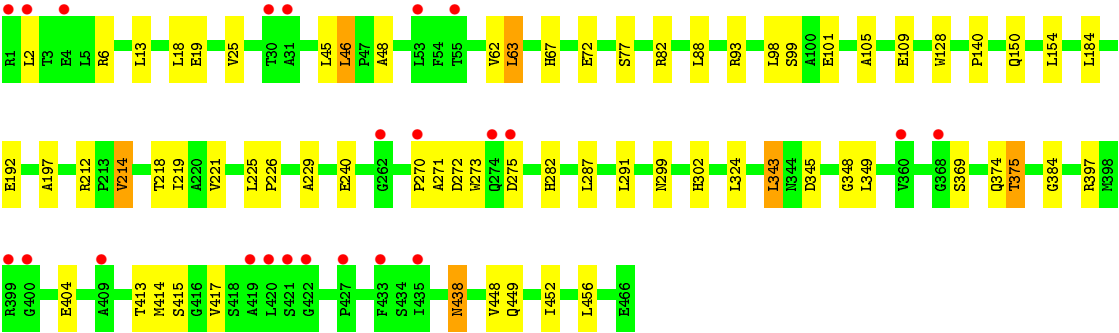 R1 L2 T3 E4 L5 R6 L13 L18 E19 V25 T30 A31 L45 L46 P47 A48 L53 F54 T55 V62 L63 H67 E72 S77 R82 L88 R93 L98 S99 A100 E101 A105 E109 W128 P140 Q150 L154 L184
E192 A197 R212 P213 V214 T218 I219 A220 V221 L225 P226 A229 E240 G262 P270 A271 D272 W273 Q274 D275 H282 L287 L291 N299 H302 L324 L343 N344 D345 G348 L349 V360 G368 S369 Q374 T375 G384 R397 M398
R399 G400 E404 A409 T413 M414 S415 G416 V417 S418 A419 L420 S421 G422 P427 F433 S434 I435 N438 V448 Q449 I452 L456 E466